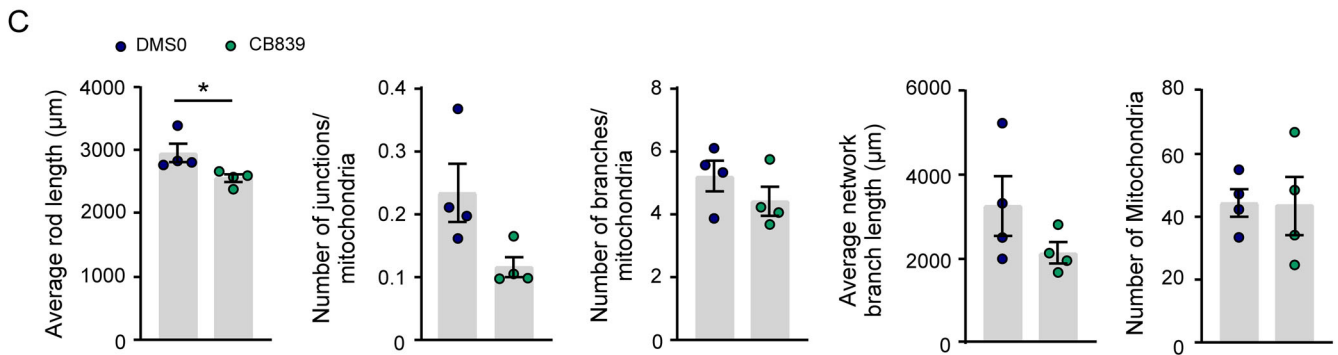 C
DMS0
CB839
Average rod length (µm)
4000
3000
2000
1000
0
*
Number of junctions/
mitochondria
0.4
0.3
0.2
0.1
0
Number of branches/
mitochondria
8
6
4
2
0
Average network
branch length (µm)
6000
4000
2000
0
Number of Mitochondria
80
60
40
20
0